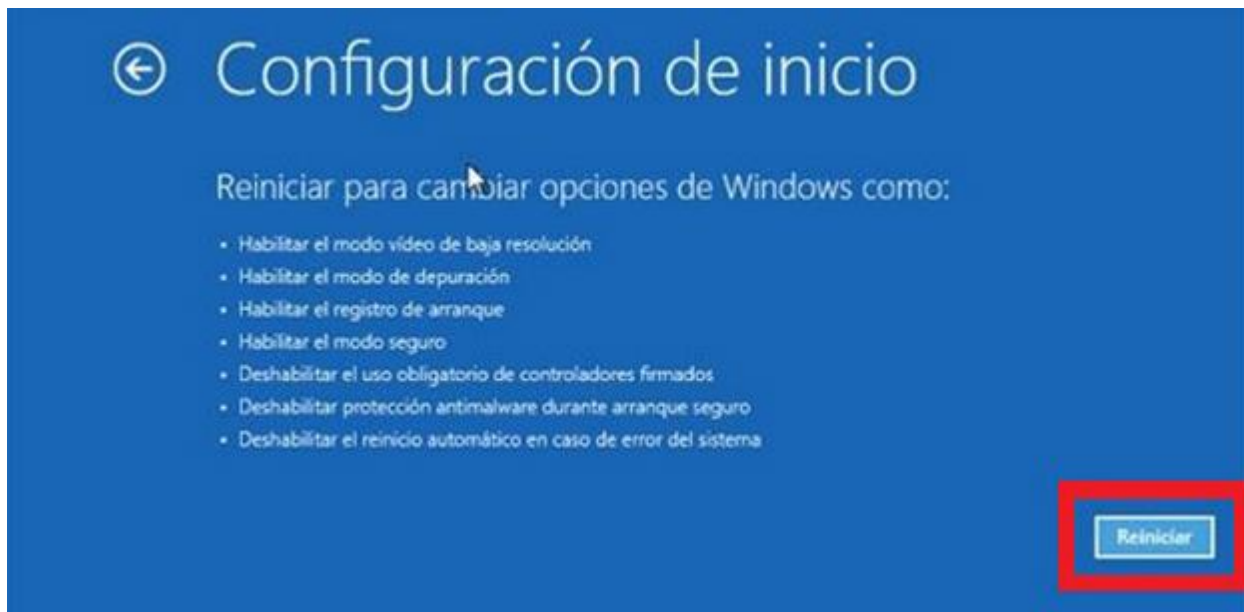 Configuración de inicio
Reiniciar para cambiar opciones de Windows como:
• Habilitar el modo vídeo de baja resolución
• Habilitar el modo de depuración
• Habilitar el registro de arranque
• Habilitar el modo seguro
• Deshabilitar el uso obligatorio de controladores firmados
• Deshabilitar protección antimalware durante arranque seguro
• Deshabilitar el reinicio automático en caso de error del sistema
Reiniciar